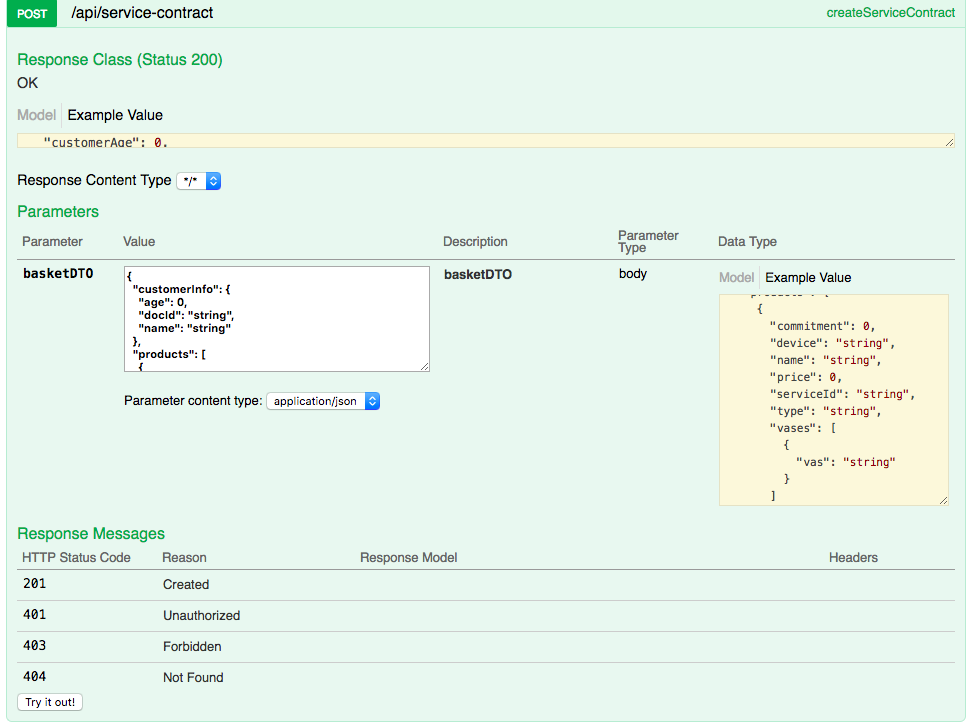 POST /api/service-contract createServiceContract
Response Class (Status 200)
OK
Model Example Value
"customerAge": 0,
Response Content Type */*
Parameters
Parameter Value Description Parameter Type Data Type
basketDTO
{
"customerInfo": {
"age": 0,
"docId": "string",
"name": "string"
},
"products": [
{
Parameter content type: application/json
basketDTO
body
Model Example Value
"products": [
{
"commitment": 0,
"device": "string",
"name": "string",
"price": 0,
"serviceId": "string",
"type": "string",
"vases": [
{
"vas": "string"
}
]
Response Messages
HTTP Status Code Reason Response Model Headers
201 Created
401 Unauthorized
403 Forbidden
404 Not Found
Try it out!